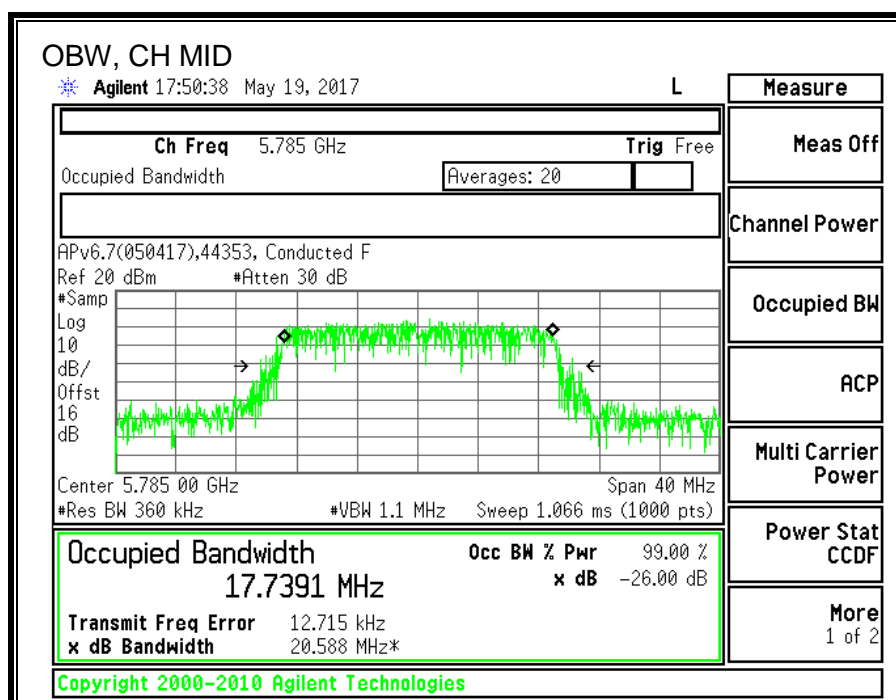 OBW, CH MID
Agilent 17:50:38 May 19, 2017 L
Measure
Ch Freq 5.785 GHz Trig Free
Meas Off
Occupied Bandwidth Averages: 20
Channel Power
APv6.7(050417),44353, Conducted F
Ref 20 dBm #Atten 30 dB
#Samp
Log
10
dB/
Offst
16
dB
Occupied BW
ACP
Multi Carrier
Power
Center 5.785 00 GHz Span 40 MHz
#Res BW 360 kHz #VBW 1.1 MHz Sweep 1.066 ms (1000 pts)
Power Stat
CCDF
Occupied Bandwidth Occ BW % Pwr 99.00 %
17.7391 MHz x dB -26.00 dB
Transmit Freq Error 12.715 kHz
x dB Bandwidth 20.588 MHz*
More
1 of 2
Copyright 2000-2010 Agilent Technologies